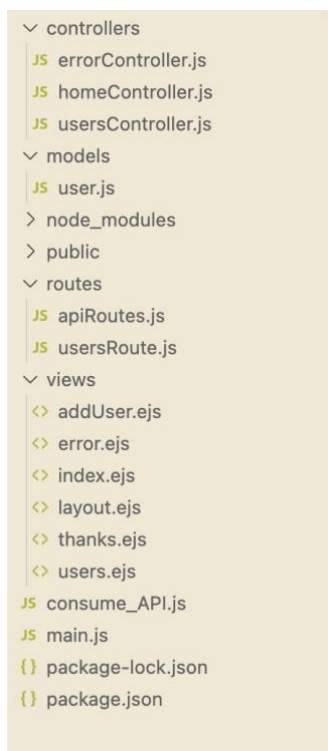 controllers
JS errorController.js
JS homeController.js
JS usersController.js
models
JS user.js
node_modules
public
routes
JS apiRoutes.js
JS usersRoute.js
views
<> addUser.ejs
<> error.ejs
<> index.ejs
<> layout.ejs
<> thanks.ejs
<> users.ejs
JS consume_API.js
JS main.js
{} package-lock.json
{} package.json